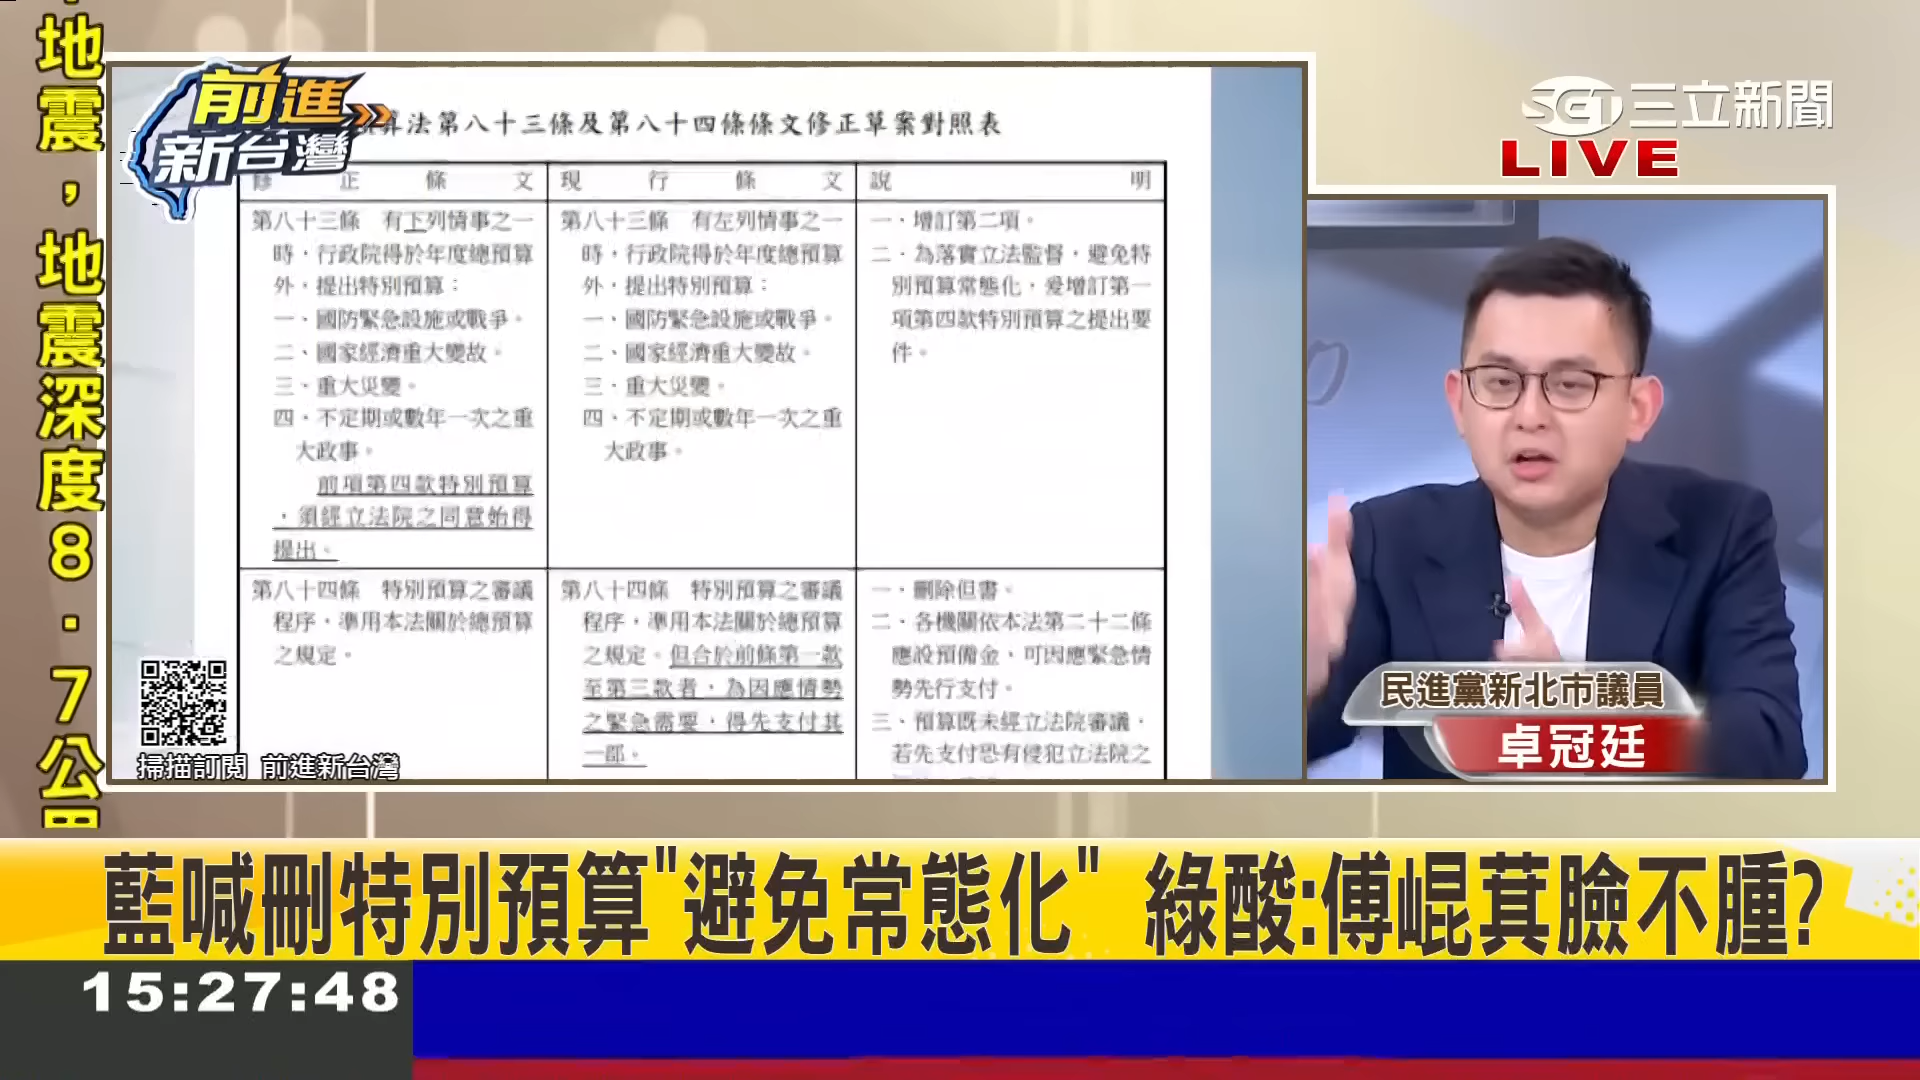 地震，地震深度8.7公
前進
新台灣
SET三立新聞
LIVE
算法第八十三條及第八十四條條文修正草案對照表
修正條文
第八十三條　有下列情事之一
時，行政院得於年度總預算
外，提出特別預算：
一、國防緊急設施或戰爭。
二、國家經濟重大變故。
三、重大災變。
四、不定期或數年一次之重
大政事。
前項第四款特別預算
，須經立法院之同意始得
提出。
第八十四條　特別預算之審議
程序，準用本法關於總預算
之規定。
現行條文
第八十三條　有左列情事之一
時，行政院得於年度總預算
外，提出特別預算：
一、國防緊急設施或戰爭。
二、國家經濟重大變故。
三、重大災變。
四、不定期或數年一次之重
大政事。
第八十四條　特別預算之審議
程序，準用本法關於總預算
之規定。但合於前條第一款
至第三款者，為因應情勢
之緊急需要，得先支付其
一部。
說明
一、增訂第二項。
二、為落實立法監督，避免特
別預算常態化，爰增訂第一
項第四款特別預算之提出要
件。
一、刪除但書。
二、各機關依本法第二十二條
應設預備金，可因應緊急情
勢先行支付。
三、預算既未經立法院審議，
若先支付恐有侵犯立法院之
掃描訂閱 前進新台灣
民進黨新北市議員
卓冠廷
藍喊刪特別預算"避免常態化" 綠酸:傅崐萁臉不腫?
15:27:48